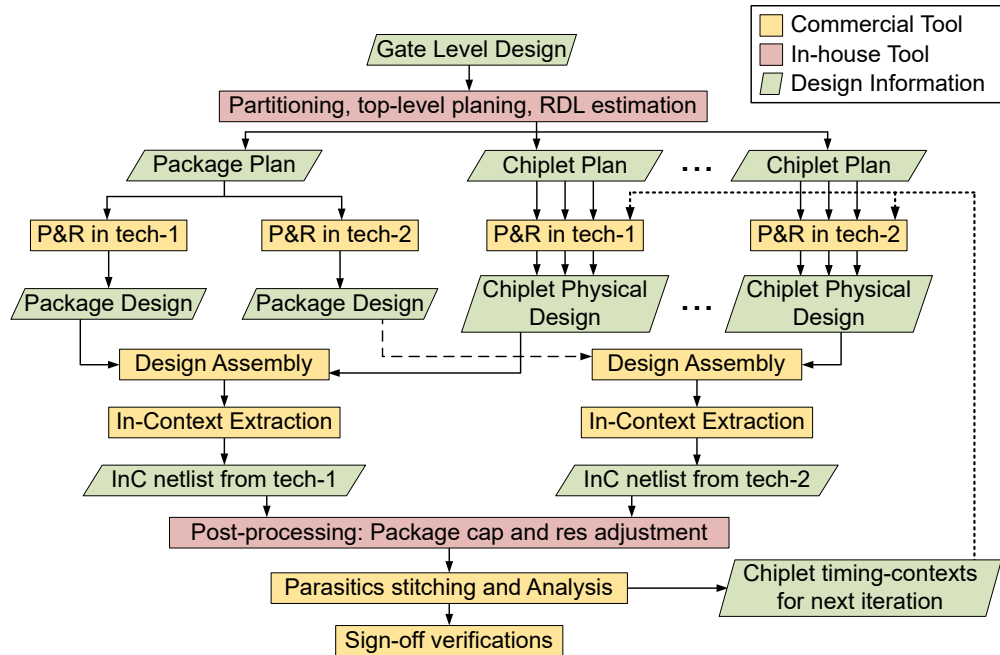 Commercial Tool
In-house Tool
Design Information
Gate Level Design
Partitioning, top-level planing, RDL estimation
Package Plan
Chiplet Plan
...
Chiplet Plan
P&R in tech-1
P&R in tech-2
P&R in tech-1
P&R in tech-2
Package Design
Package Design
Chiplet Physical
Design
...
Chiplet Physical
Design
Design Assembly
Design Assembly
In-Context Extraction
In-Context Extraction
InC netlist from tech-1
InC netlist from tech-2
Post-processing: Package cap and res adjustment
Parasitics stitching and Analysis
Chiplet timing-contexts
for next iteration
Sign-off verifications